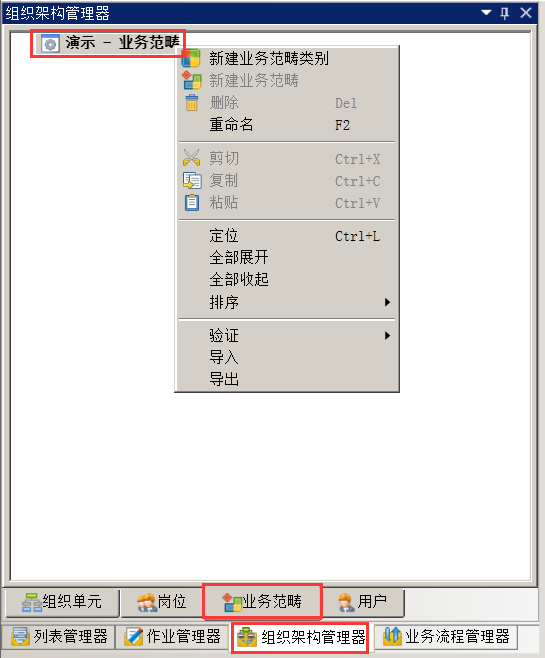 组织架构管理器
演示 - 业务范畴
新建业务范畴类别
新建业务范畴
删除 Del
重命名 F2
剪切 Ctrl+X
复制 Ctrl+C
粘贴 Ctrl+V
定位 Ctrl+L
全部展开
全部收起
排序
验证
导入
导出
组织单元 岗位 业务范畴 用户
列表管理器 作业管理器 组织架构管理器 业务流程管理器